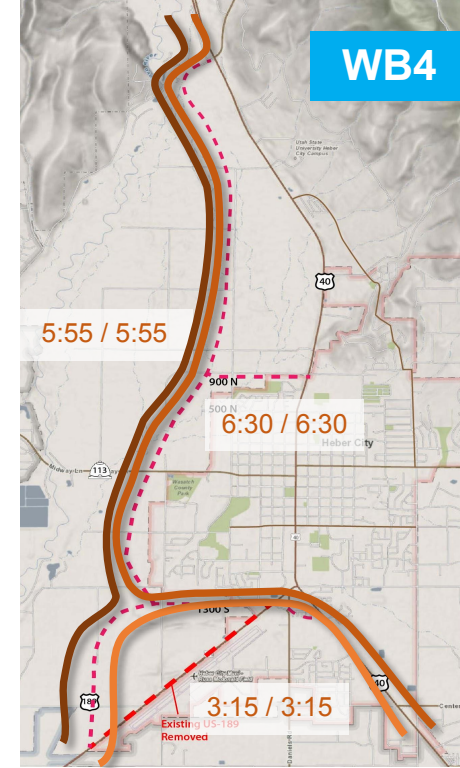 WB4
Utah State
University Heber
City Campus
40
5:55 / 5:55
900 N
500 N
6:30 / 6:30
Heber City
113
Wasatch
County
Park
40
1300 S
189
40
3:15 / 3:15
Existing US-189
Removed